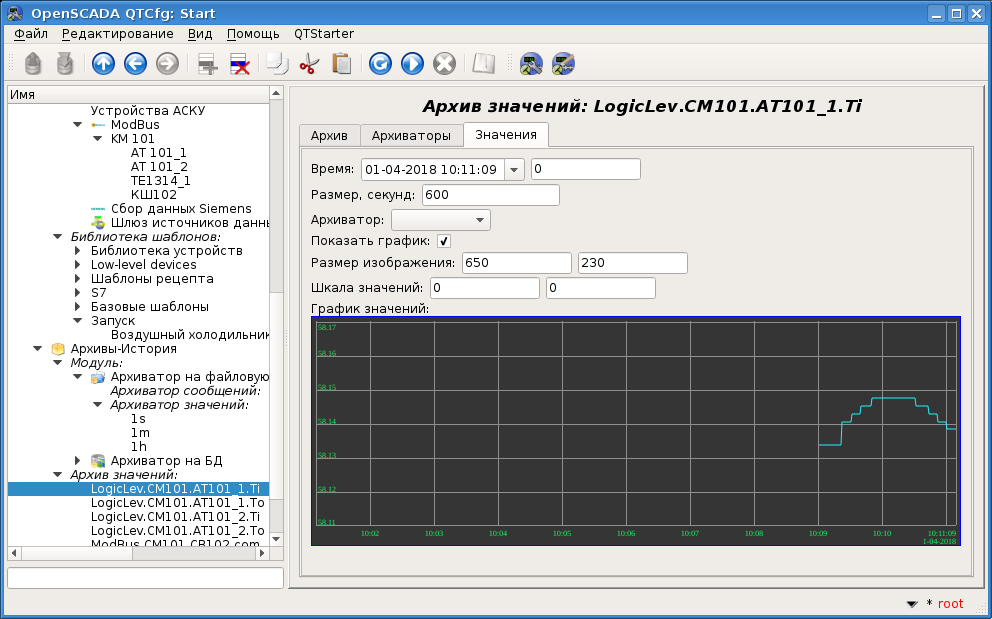 OpenSCADA QTCfg: Start
Файл Редактирование Вид Помощь QTStarter
Имя
Устройства АСКУ
ModBus
КМ 101
АТ 101_1
АТ 101_2
ТЕ1314_1
КШ102
Сбор данных Siemens
Шлюз источников данн
Библиотека шаблонов:
Библиотека устройств
Low-level devices
Шаблоны рецепта
S7
Базовые шаблоны
Запуск
Воздушный холодильник
Архивы-История
Модуль:
Архиватор на файловую
Архиватор сообщений:
Архиватор значений:
1s
1m
1h
Архиватор на БД
Архив значений:
LogicLev.CM101.AT101_1.Ti
LogicLev.CM101.AT101_1.To
LogicLev.CM101.AT101_2.Ti
LogicLev.CM101.AT101_2.To
ModBus.CM101.CB102.com
Архив значений: LogicLev.CM101.AT101_1.Ti
Архив Архиваторы Значения
Время: 01-04-2018 10:11:09 0
Размер, секунд: 600
Архиватор:
Показать график:
Размер изображения: 650 230
Шкала значений: 0 0
График значений:
58.17
58.16
58.15
58.14
58.13
58.12
58.11
10:02 10:03 10:04 10:05 10:06 10:07 10:08 10:09 10:10 10:11:09
1-04-2018
* root